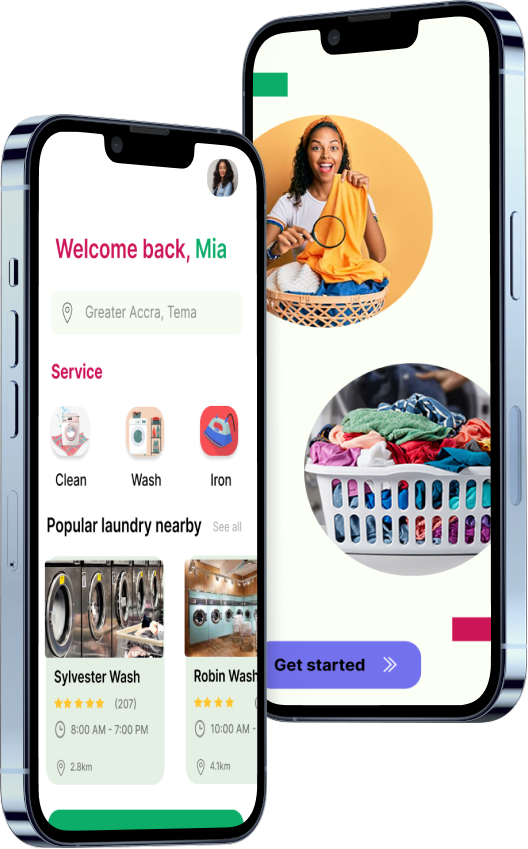 Welcome back, Mia
Greater Accra, Tema
Service
Clean
Wash
Iron
Popular laundry nearby
See all
Sylvester Wash
(207)
8:00 AM - 7:00 PM
2.8km
Robin Wash
10:00 AM -
4.1km
Get started